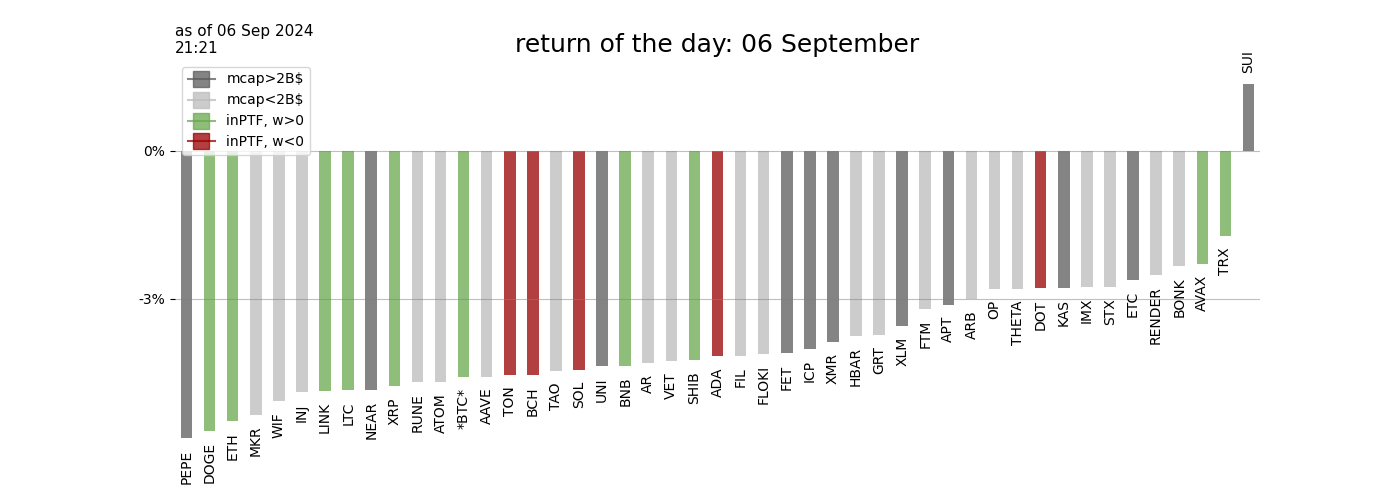 as of 06 Sep 2024
21:21
return of the day: 06 September
mcap>2B$
mcap<2B$
inPTF, w>0
inPTF, w<0
0%
-3%
PEPE
DOGE
ETH
MKR
WIF
INJ
LINK
LTC
NEAR
XRP
RUNE
ATOM
*BTC*
AAVE
TON
BCH
TAO
SOL
UNI
BNB
AR
VET
SHIB
ADA
FIL
FLOKI
FET
ICP
XMR
HBAR
GRT
XLM
FTM
APT
ARB
OP
THETA
DOT
KAS
IMX
STX
ETC
RENDER
BONK
AVAX
TRX
SUI